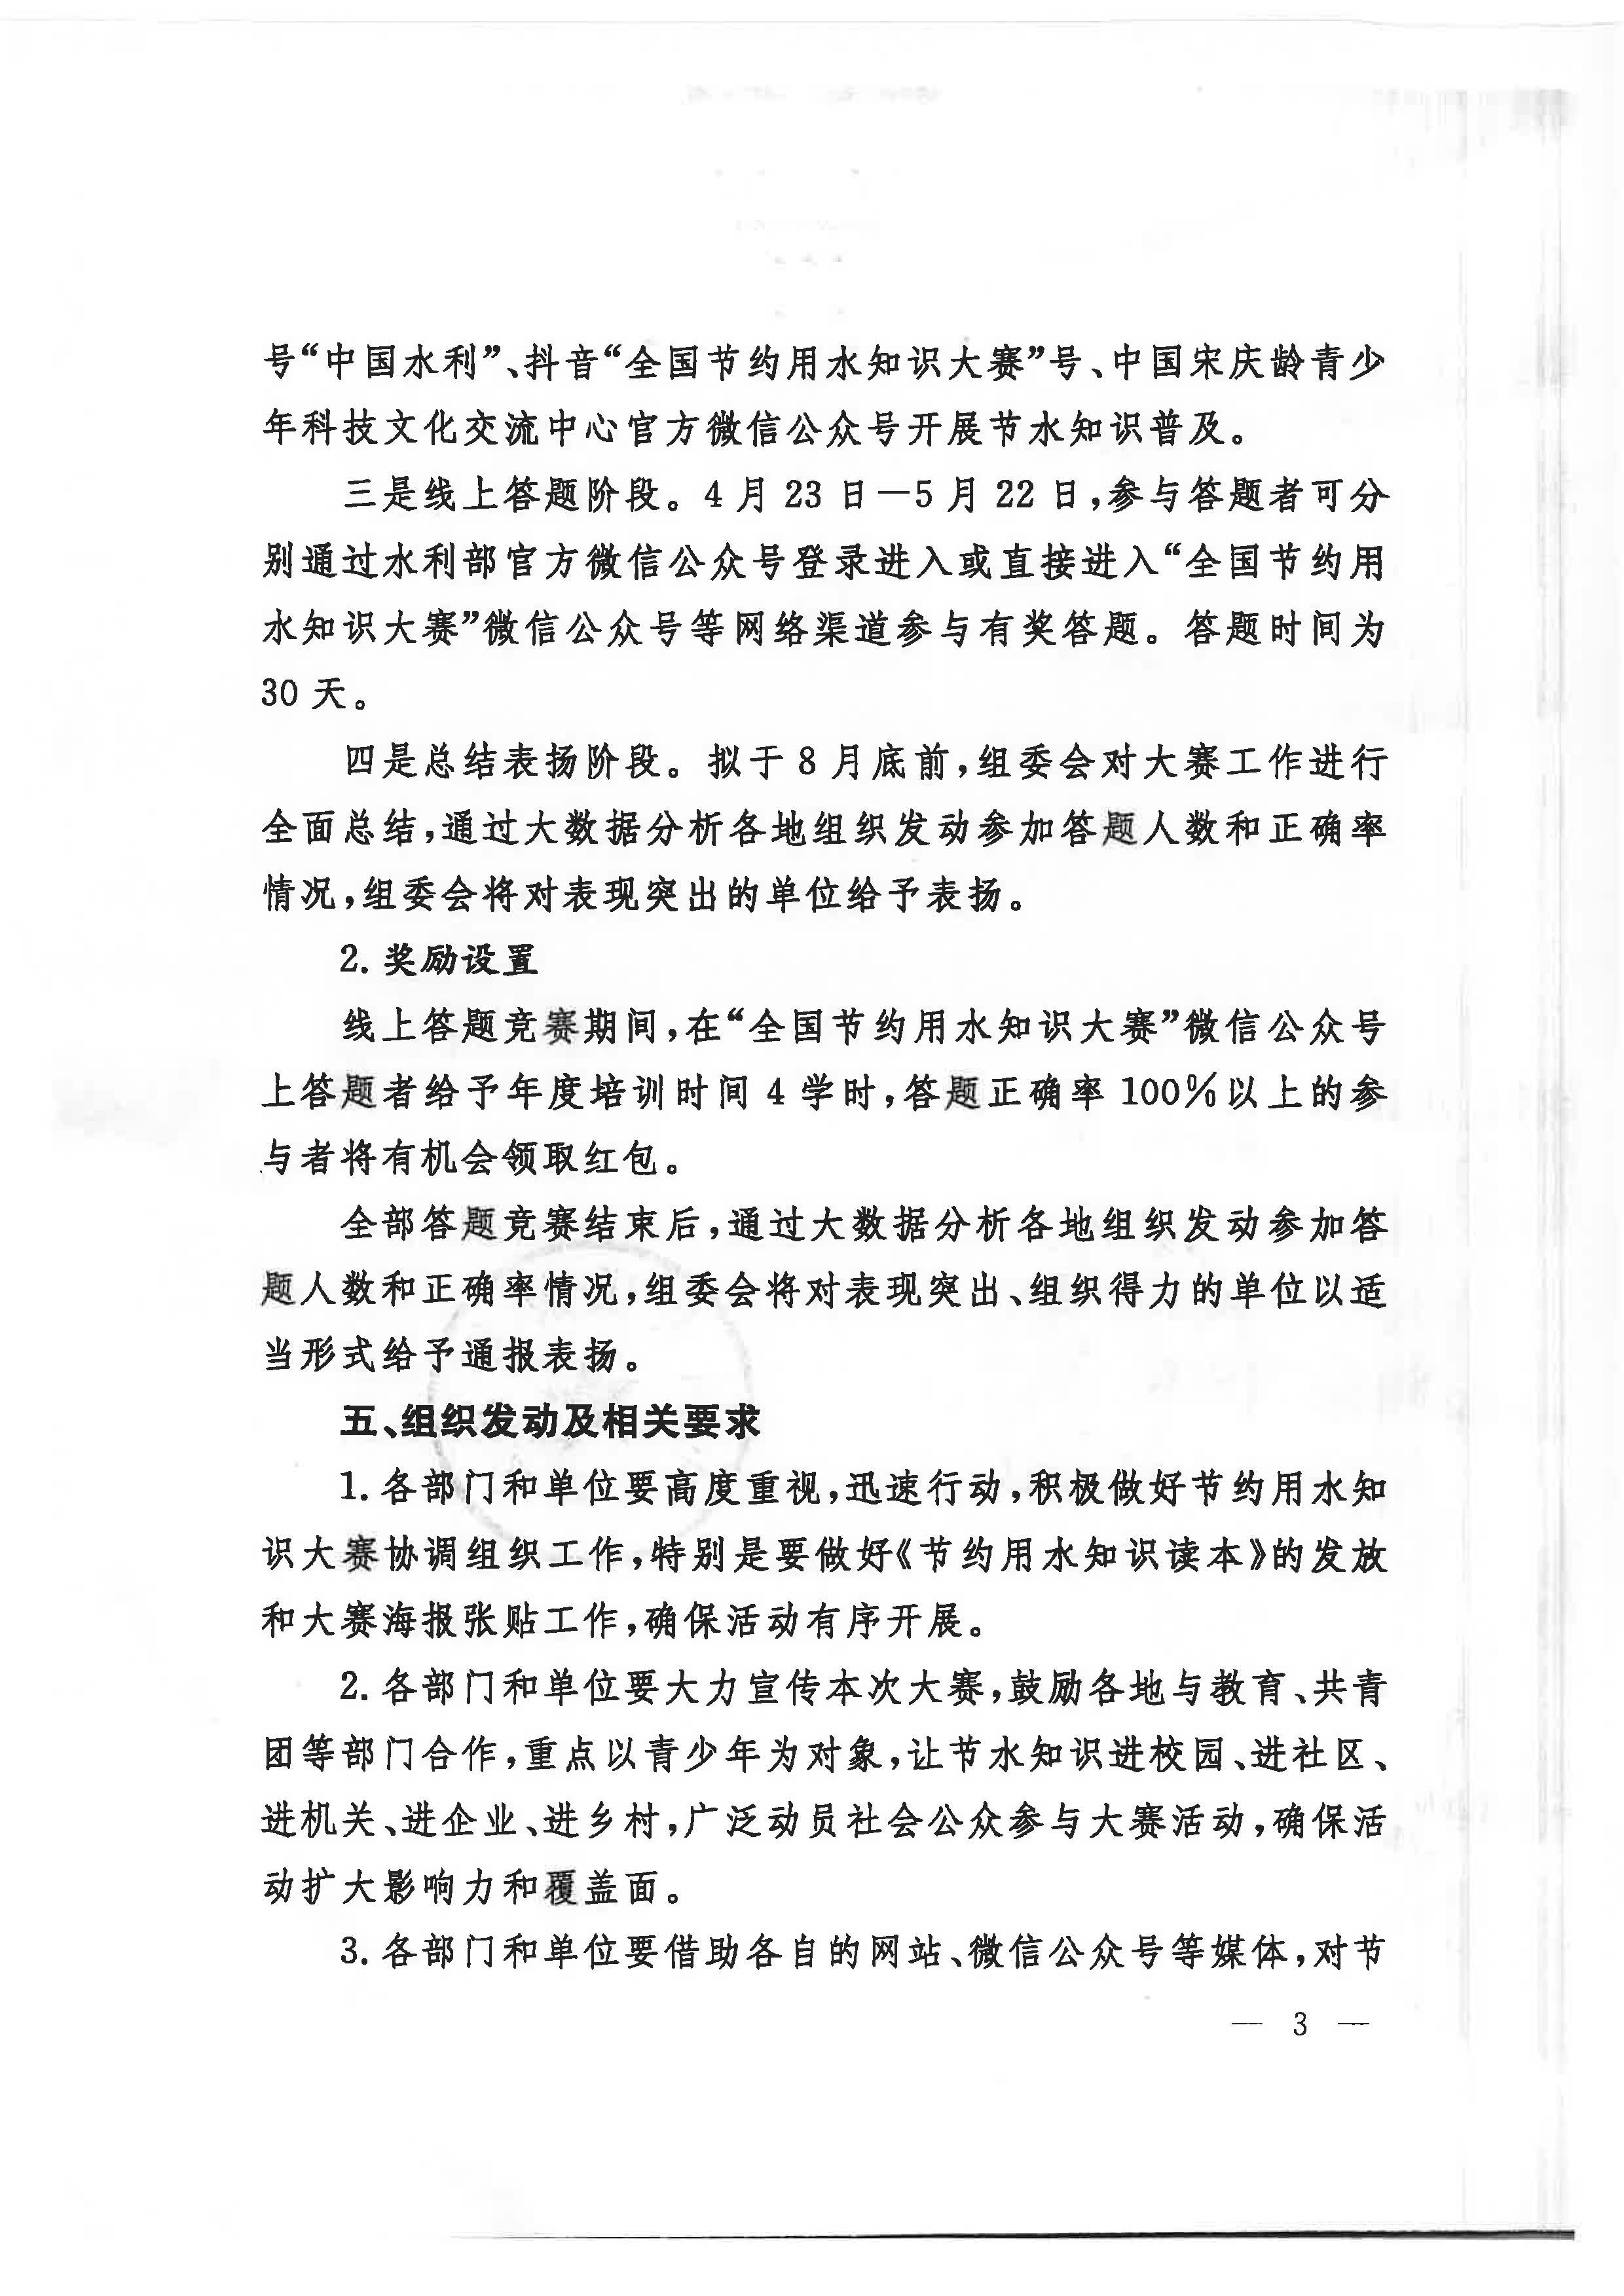 号“中国水利”、抖音“全国节约用水知识大赛”号、中国宋庆龄青少
年科技文化交流中心官方微信公众号开展节水知识普及。
三是线上答题阶段。4 月 23 日—5 月 22 日，参与答题者可分
别通过水利部官方微信公众号登录进入或直接进入“全国节约用
水知识大赛”微信公众号等网络渠道参与有奖答题。答题时间为
30 天。
四是总结表扬阶段。拟于 8 月底前，组委会对大赛工作进行
全面总结，通过大数据分析各地组织发动参加答题人数和正确率
情况，组委会将对表现突出的单位给予表扬。
2. 奖励设置
线上答题竞赛期间，在“全国节约用水知识大赛”微信公众号
上答题者给予年度培训时间 4 学时，答题正确率 100%以上的参
与者将有机会领取红包。
全部答题竞赛结束后，通过大数据分析各地组织发动参加答
题人数和正确率情况，组委会将对表现突出、组织得力的单位以适
当形式给予通报表扬。
五、组织发动及相关要求
1. 各部门和单位要高度重视，迅速行动，积极做好节约用水知
识大赛协调组织工作，特别是要做好《节约用水知识读本》的发放
和大赛海报张贴工作，确保活动有序开展。
2. 各部门和单位要大力宣传本次大赛，鼓励各地与教育、共青
团等部门合作，重点以青少年为对象，让节水知识进校园、进社区、
进机关、进企业、进乡村，广泛动员社会公众参与大赛活动，确保活
动扩大影响力和覆盖面。
3. 各部门和单位要借助各自的网站、微信公众号等媒体，对节
— 3 —